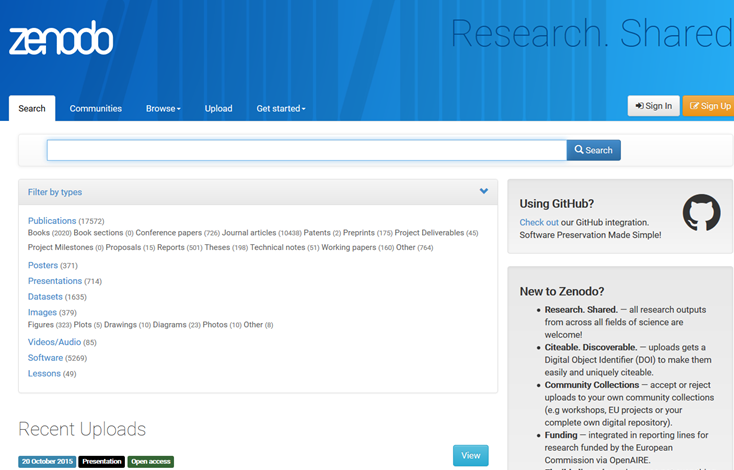 zenodo
Research. Shared
Search
Communities
Browse
Upload
Get started
Sign In
Sign Up
Search
Filter by types
Publications (17572)
Books (2020) Book sections (0) Conference papers (726) Journal articles (10438) Patents (2) Preprints (175) Project Deliverables (45)
Project Milestones (0) Proposals (15) Reports (501) Theses (198) Technical notes (51) Working papers (160) Other (764)
Posters (371)
Presentations (714)
Datasets (1635)
Images (379)
Figures (323) Plots (5) Drawings (10) Diagrams (23) Photos (10) Other (8)
Videos/Audio (85)
Software (5269)
Lessons (49)
Using GitHub?
Check out our GitHub integration.
Software Preservation Made Simple!
New to Zenodo?
Research. Shared. — all research outputs
from across all fields of science are
welcome!
Citeable. Discoverable. — uploads gets a
Digital Object Identifier (DOI) to make them
easily and uniquely citeable.
Community Collections — accept or reject
uploads to your own community collections
(e.g workshops, EU projects or your
complete own digital repository).
Funding — integrated in reporting lines for
research funded by the European
Commission via OpenAIRE.
Recent Uploads
20 October 2015 Presentation Open access
View